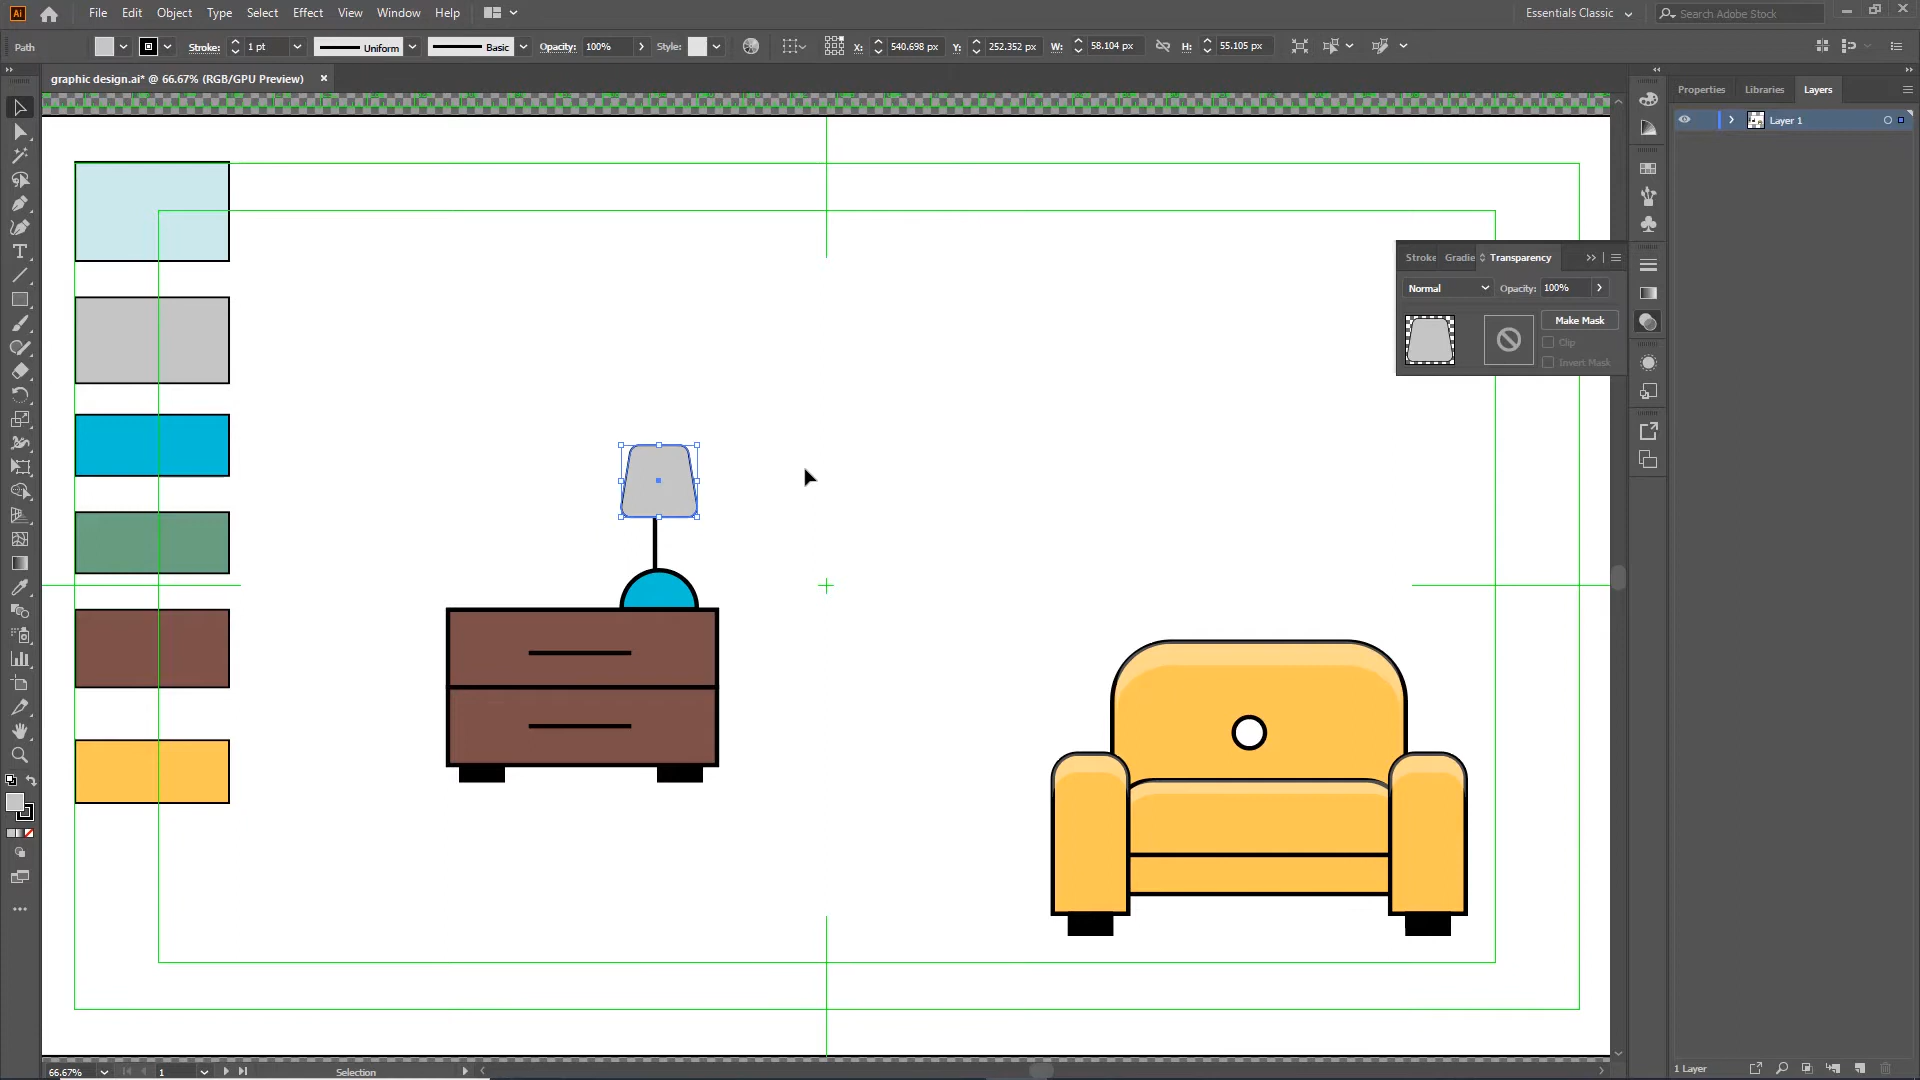 Ai File Edit Object Type Select Effect View Window Help Essentials Classic Search Adobe Stock
Path Stroke: 1 pt Uniform Basic Opacity: 100% Style: X: 540.698 px Y: 252.352 px W: 58.104 px H: 55.105 px
graphic design.ai* @ 66.67% (RGB/GPU Preview)
Properties Libraries Layers
Layer 1
Stroke Gradie Transparency
Normal Opacity: 100%
Make Mask
Clip
Invert Mask
66.67% 1 Selection 1 Layer